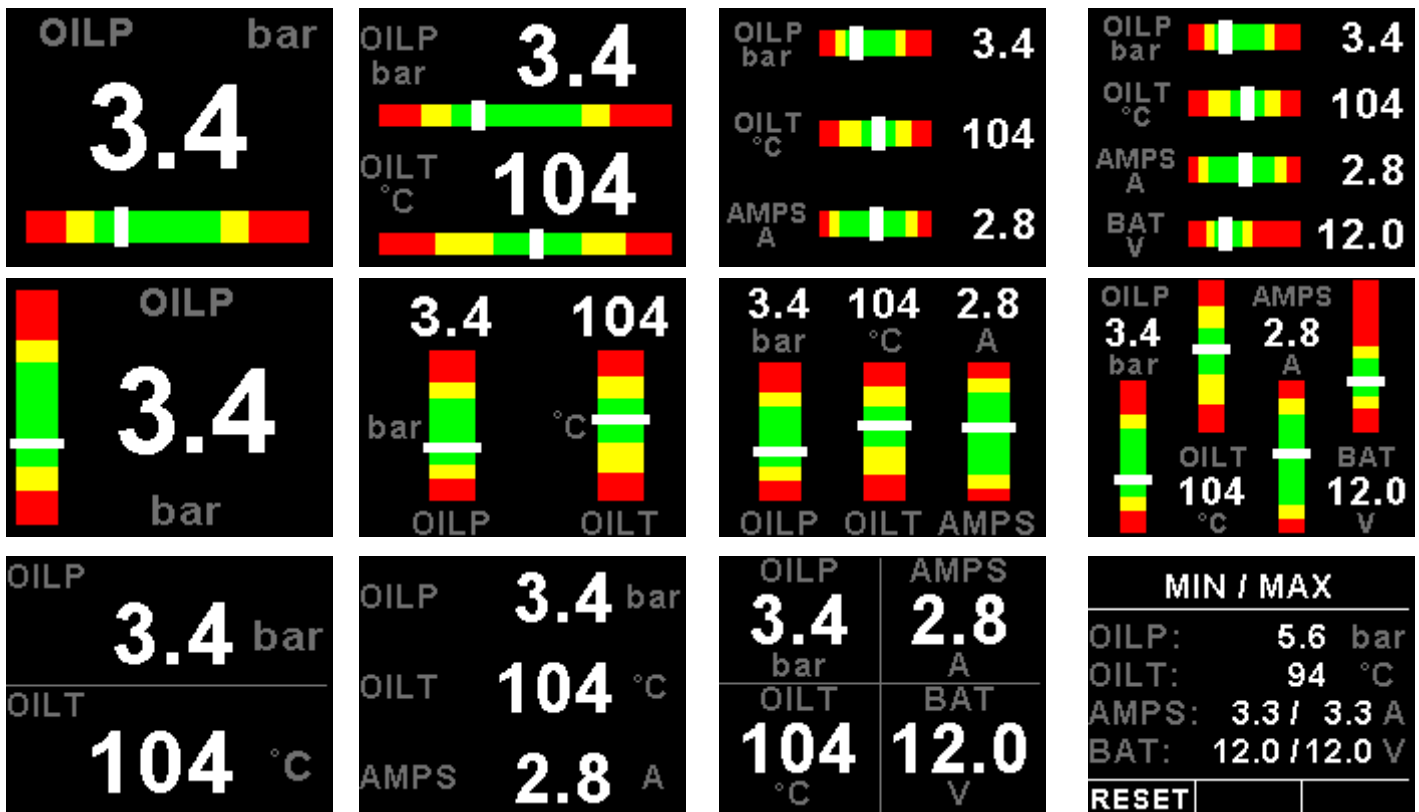 OILP bar
3.4
OILP
bar
3.4
OILT
°C
104
OILP
bar
3.4
OILT
°C
104
AMPS
A
2.8
OILP
bar
3.4
OILT
°C
104
AMPS
A
2.8
BAT
V
12.0
OILP
3.4
bar
3.4 104
bar °C
OILP OILT
3.4 104 2.8
bar °C A
OILP OILT AMPS
OILP AMPS
3.4 2.8
bar A
OILT BAT
104 12.0
°C V
OILP
3.4 bar
OILT
104 °C
OILP 3.4 bar
OILT 104 °C
AMPS 2.8 A
OILP AMPS
3.4 2.8
bar A
OILT BAT
104 12.0
°C V
MIN / MAX
OILP: 5.6 bar
OILT: 94 °C
AMPS: 3.3 / 3.3 A
BAT: 12.0 / 12.0 V
RESET